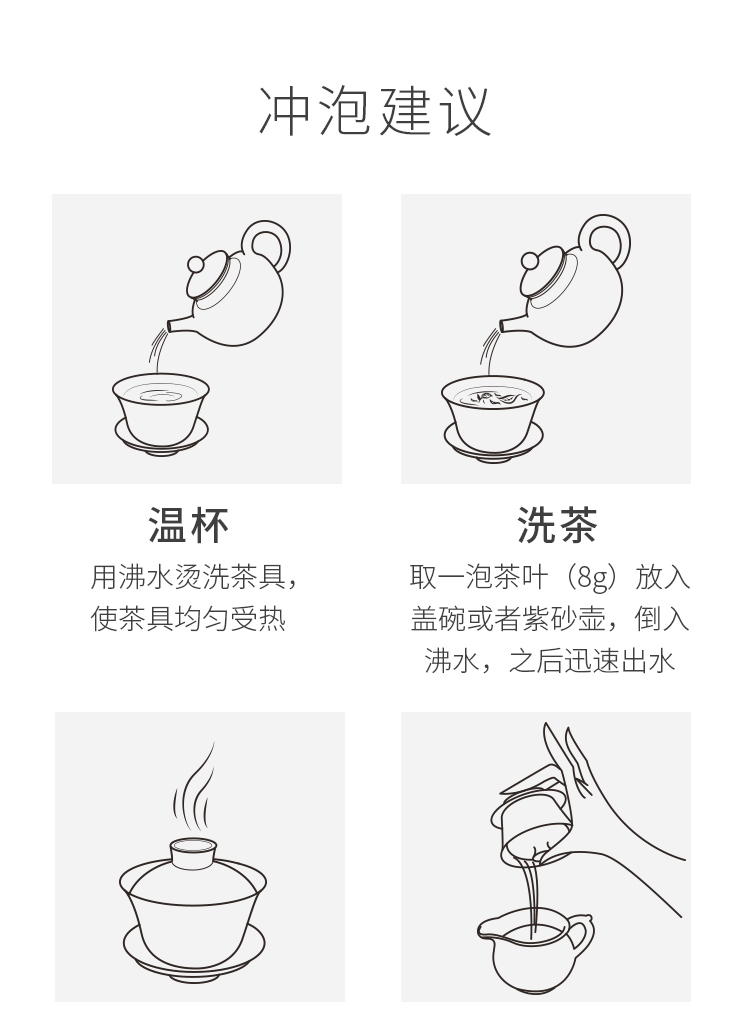 冲泡建议
温杯
用沸水烫洗茶具，
使茶具均匀受热
洗茶
取一泡茶叶（8g）放入
盖碗或者紫砂壶，倒入
沸水，之后迅速出水